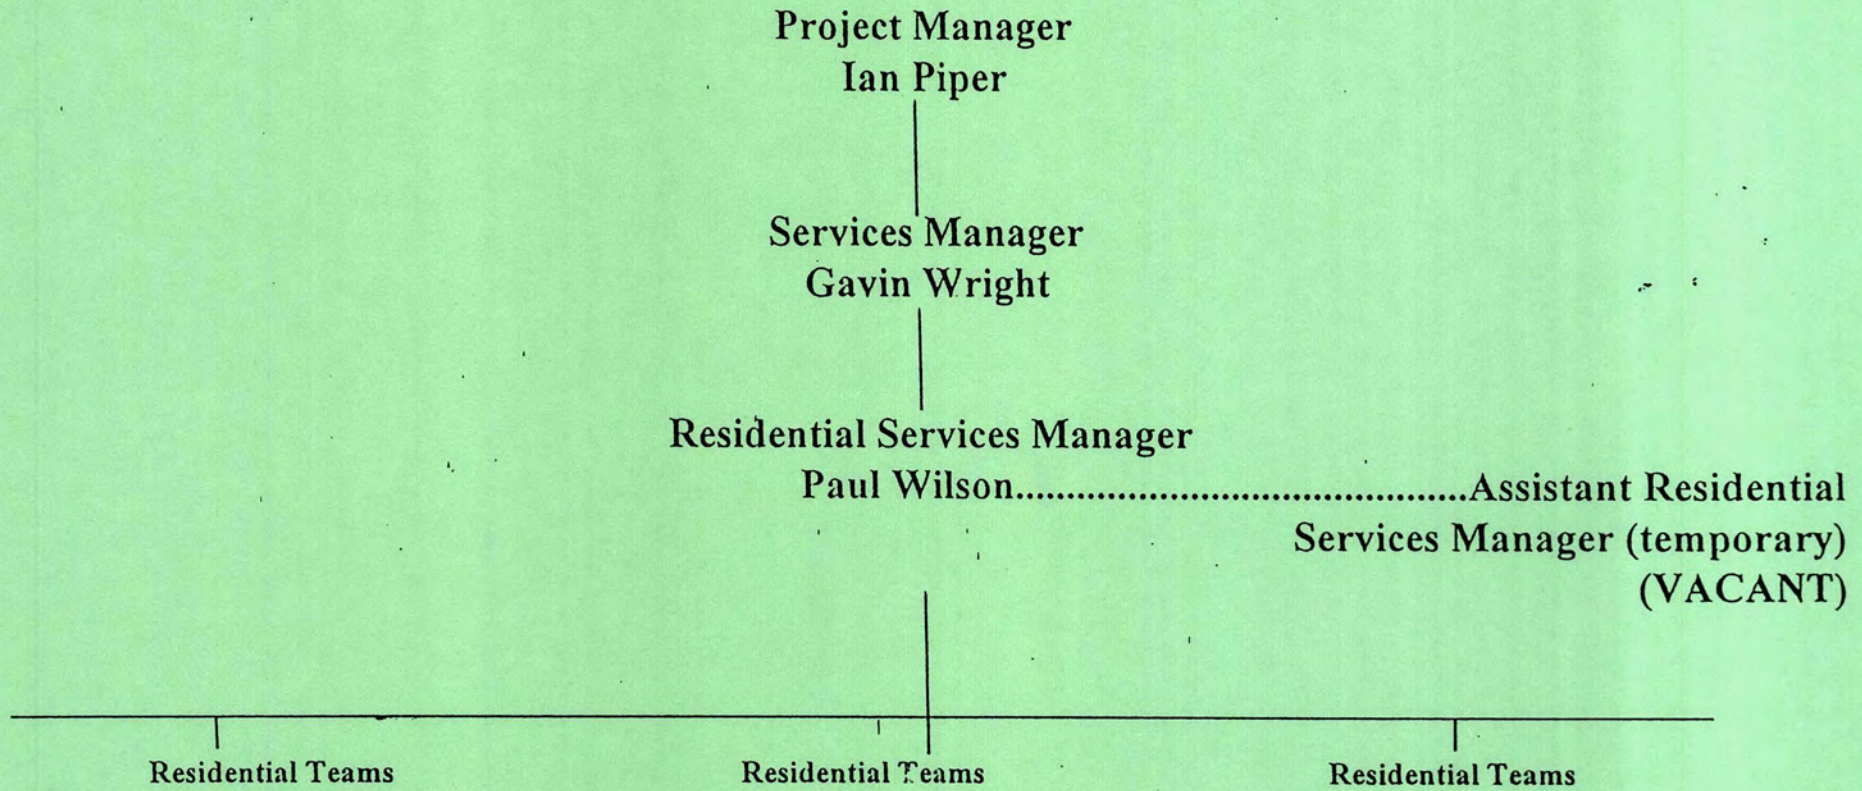 Project Manager
Ian Piper
Services Manager
Gavin Wright
Residential Services Manager
Paul Wilson.............................................Assistant Residential
Services Manager (temporary)
(VACANT)
Residential Teams
Residential Teams
Residential Teams